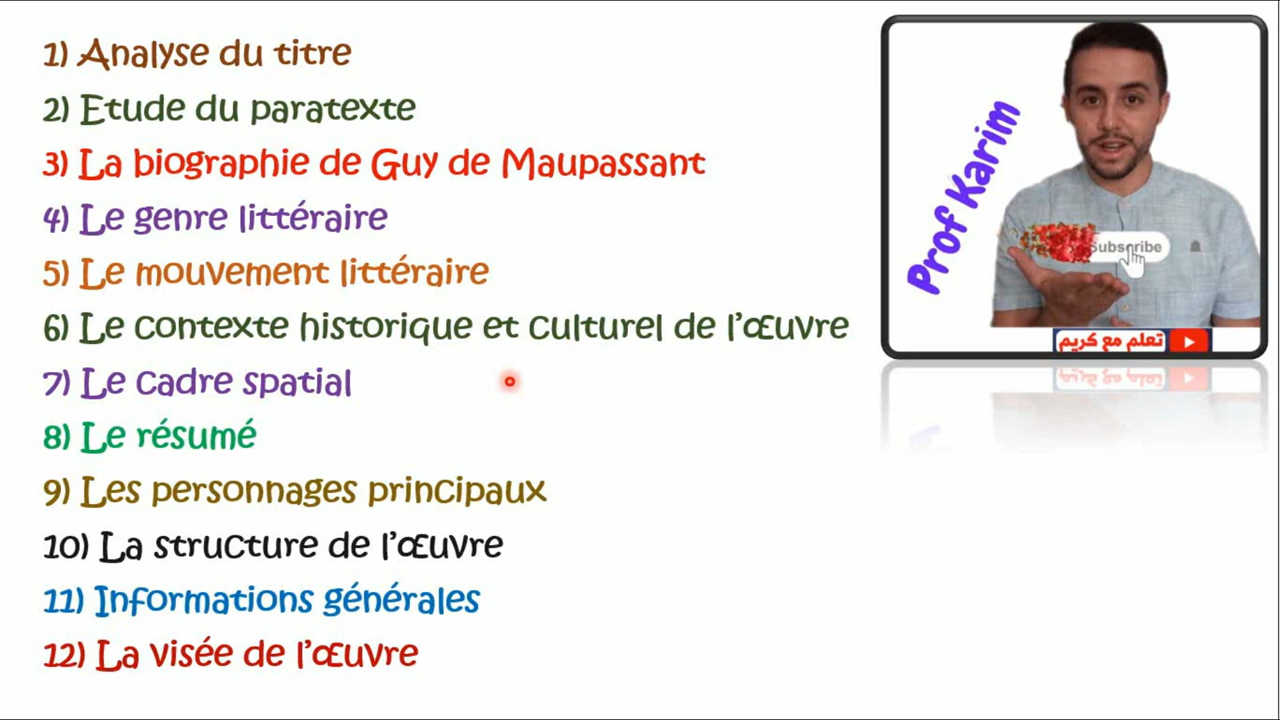 1) Analyse du titre
2) Etude du paratexte
3) La biographie de Guy de Maupassant
4) Le genre littéraire
5) Le mouvement littéraire
6) Le contexte historique et culturel de l'œuvre
7) Le cadre spatial
8) Le résumé
9) Les personnages principaux
10) La structure de l'œuvre
11) Informations générales
12) La visée de l'œuvre
Prof Karim
Subscribe
تعلم مع كريم